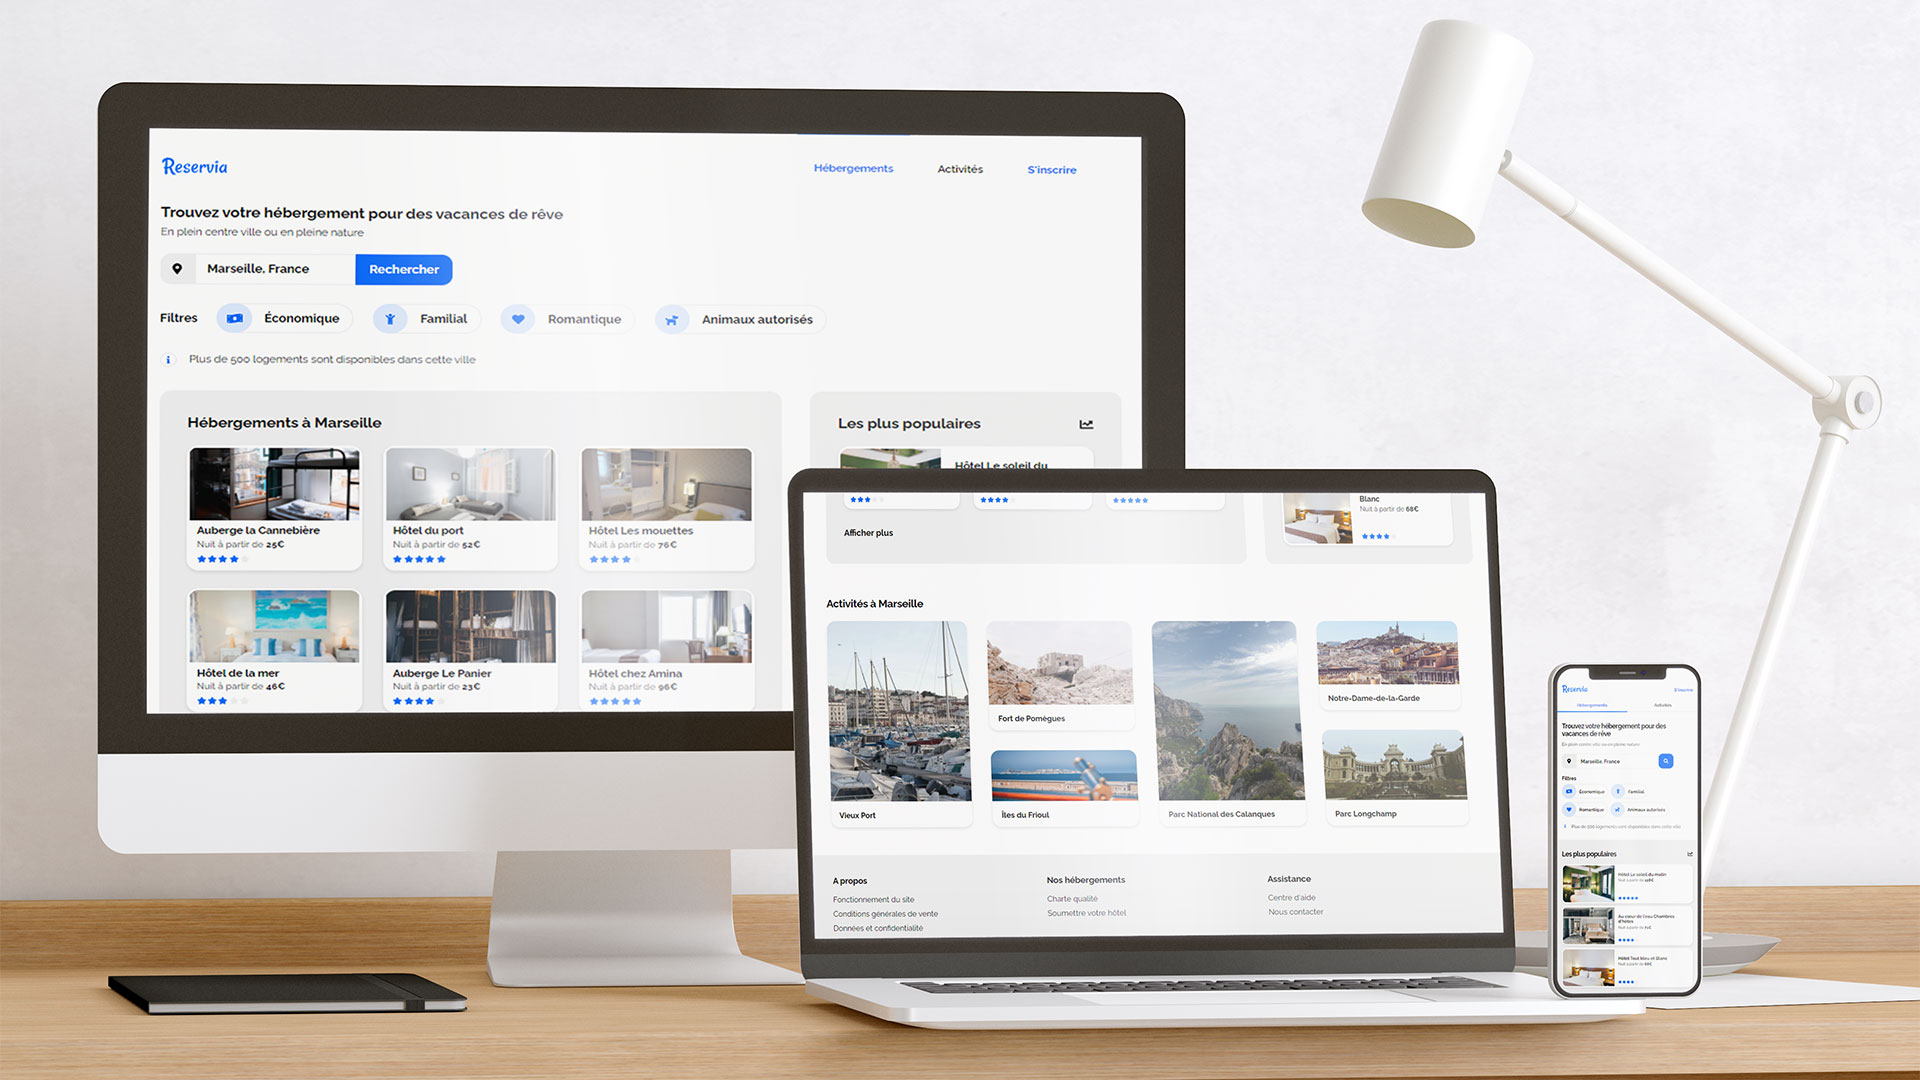 Reservia
Hébergements
Activités
S'inscrire
Trouvez votre hébergement pour des vacances de rêve
En plein centre ville ou en pleine nature
Marseille, France
Rechercher
Filtres
Économique
Familial
Romantique
Animaux autorisés
Plus de 500 logements sont disponibles dans cette ville
Hébergements à Marseille
Auberge la Cannebière
Nuit à partir de 25€
Hôtel du port
Nuit à partir de 52€
Hôtel Les mouettes
Nuit à partir de 76€
Hôtel de la mer
Nuit à partir de 46€
Auberge Le Panier
Nuit à partir de 23€
Hôtel chez Amina
Nuit à partir de 96€
Les plus populaires
Hôtel Le soleil du
Blanc
Nuit à partir de 68€
Afficher plus
Activités à Marseille
Vieux Port
Fort de Pomègues
Îles du Frioul
Parc National des Calanques
Notre-Dame-de-la-Garde
Parc Longchamp
A propos
Fonctionnement du site
Conditions générales de vente
Données et confidentialité
Nos hébergements
Charte qualité
Soumettre votre hôtel
Assistance
Centre d'aide
Nous contacter
Reservia
S'inscrire
Hébergements
Activités
Trouvez votre hébergement pour des
vacances de rêve
En plein centre ville ou en pleine nature
Marseille, France
Filtres
Économique
Familial
Romantique
Animaux autorisés
Plus de 500 logements sont disponibles dans cette ville
Les plus populaires
Hôtel Le soleil du matin
Nuit à partir de
Au cœur de l'eau Chambres
d'hôtes
Nuit à partir de
Hôtel Tout bleu et Blanc
Nuit à partir de 68€